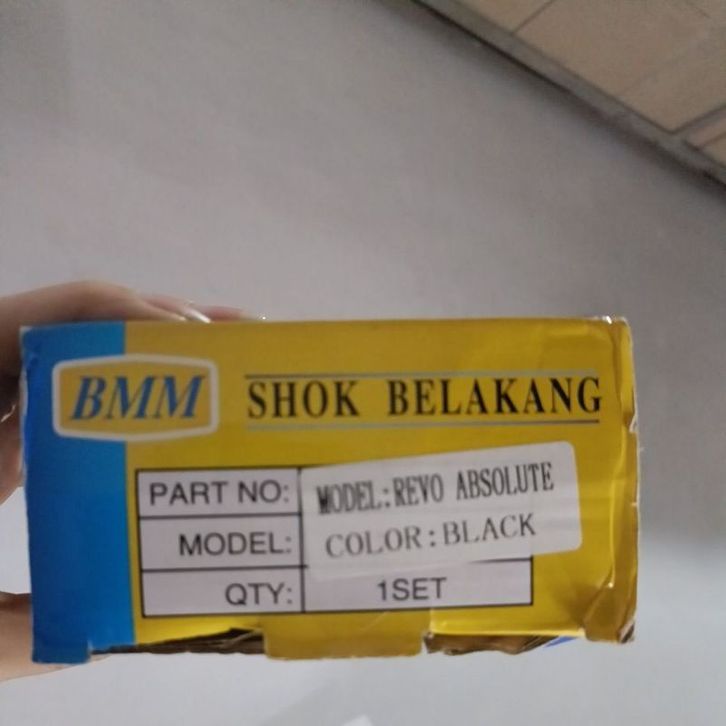 BMM SHOK BELAKANG
PART NO: MODEL:REVO ABSOLUTE
MODEL: COLOR:BLACK
QTY: 1SET